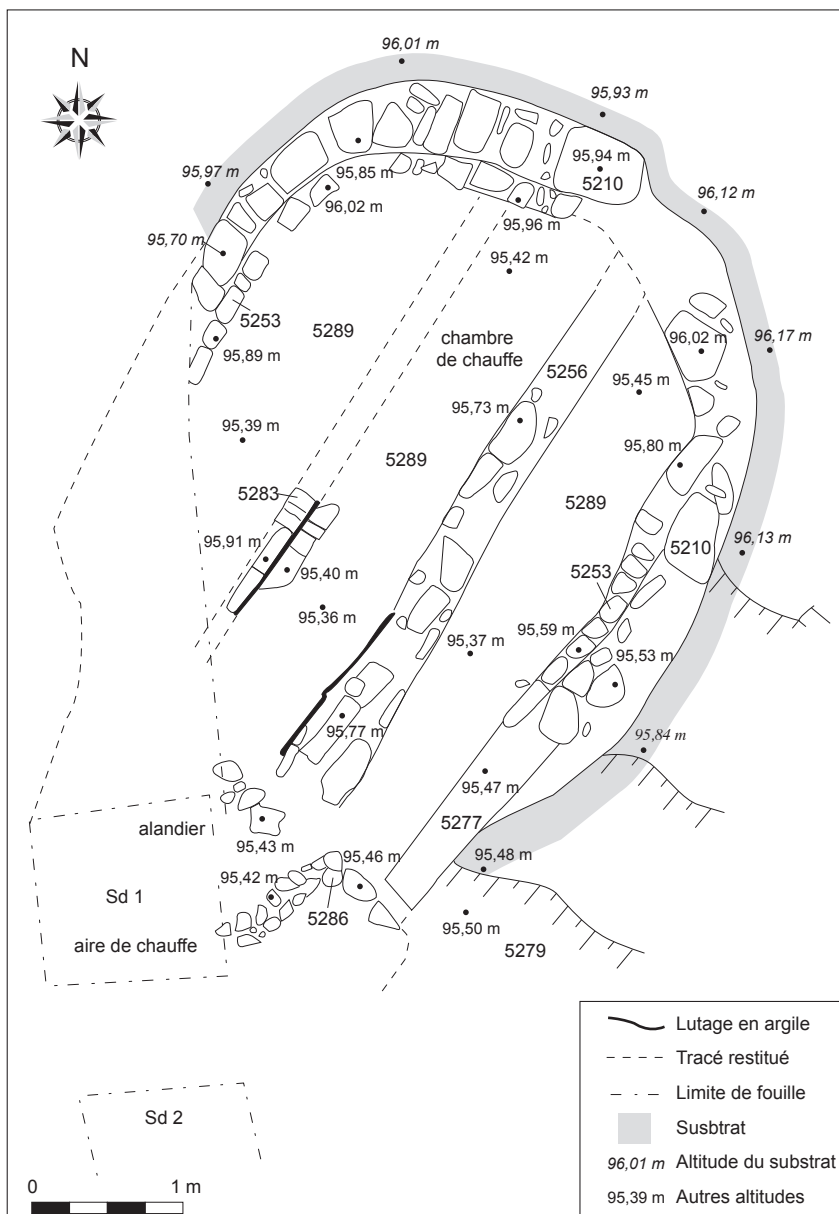 N
96,01 m
95,93 m
95,94 m
5210
95,97 m
95,85 m
96,02 m
96,12 m
95,96 m
95,70 m
95,42 m
5253
5289
chambre
de chauffe
96,02 m
96,17 m
95,89 m
5256
95,45 m
95,73 m
95,39 m
95,80 m
5289
5283
5289
5210
96,13 m
95,91 m
95,40 m
5253
95,36 m
95,59 m
95,37 m
95,53 m
95,77 m
95,84 m
95,47 m
alandier
5277
95,43 m
95,46 m
95,48 m
95,42 m
Sd 1
5286
aire de chauffe
95,50 m
5279
Lutage en argile
Tracé restitué
Limite de fouille
Sd 2
Susbtrat
96,01 m Altitude du substrat
95,39 m Autres altitudes
0 1 m